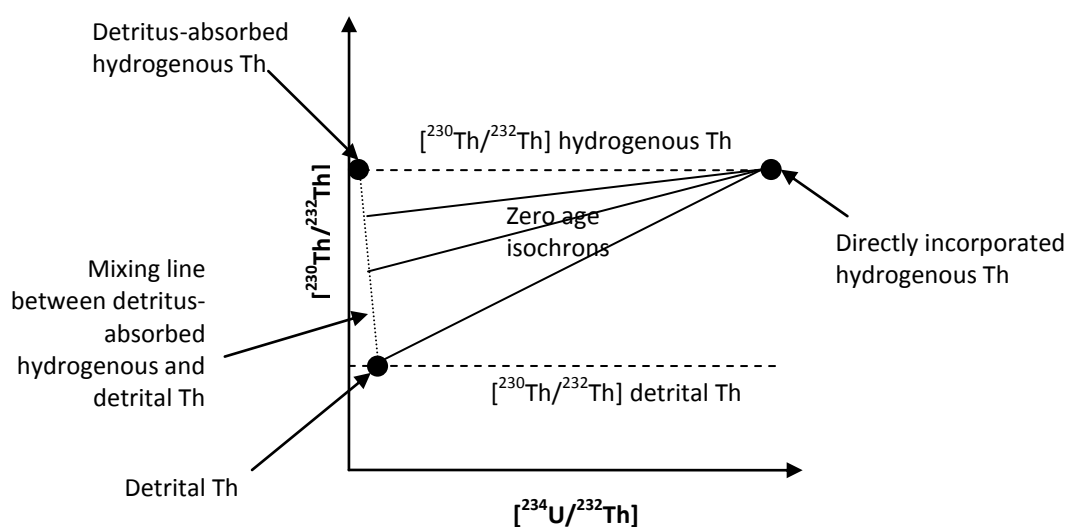 Detritus-absorbed
hydrogenous Th
[²³⁰Th/²³²Th] hydrogenous Th
[²³⁰Th/²³²Th]
Zero age
isochrons
Directly incorporated
hydrogenous Th
Mixing line
between detritus-
absorbed
hydrogenous and
detrital Th
[²³⁰Th/²³²Th] detrital Th
Detrital Th
[²³⁴U/²³²Th]